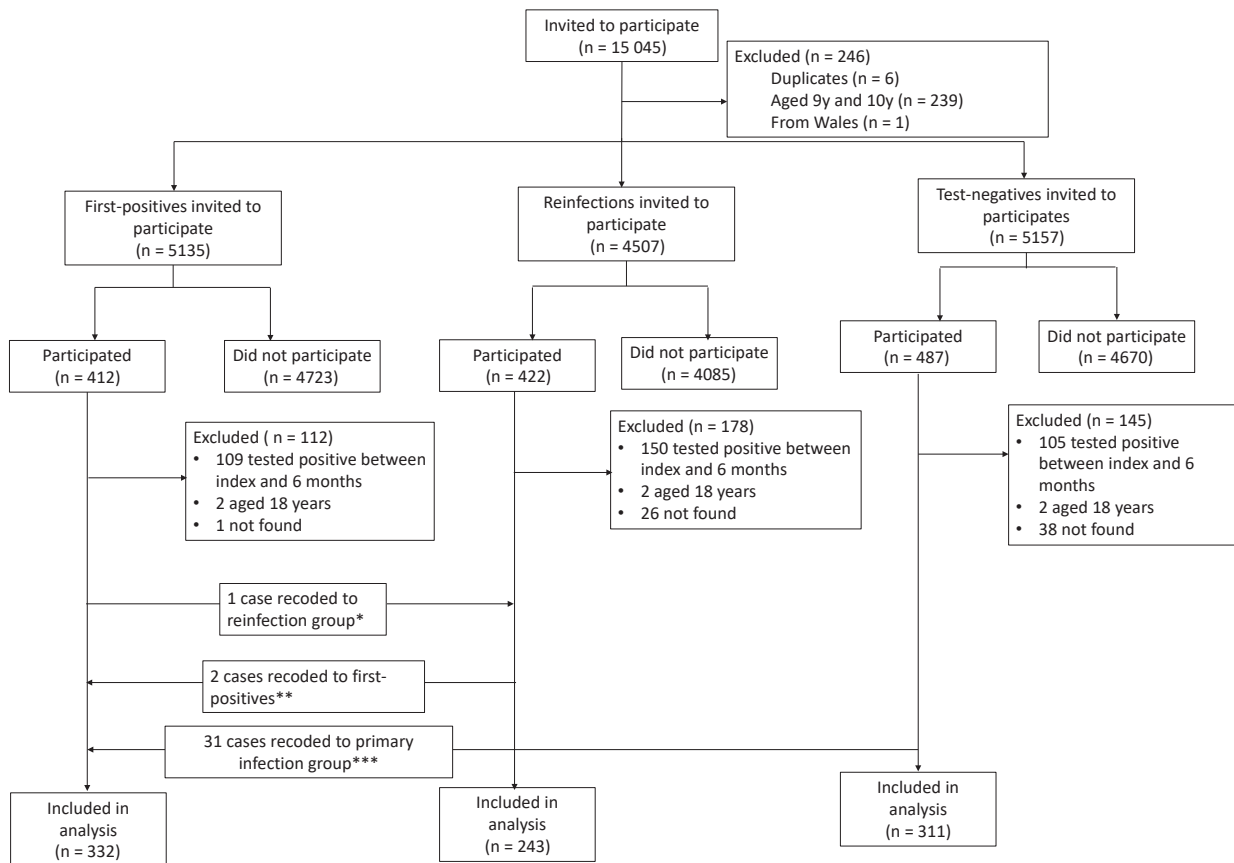 Invited to participate
(n = 15 045)
Excluded (n = 246)
Duplicates (n = 6)
Aged 9y and 10y (n = 239)
From Wales (n = 1)
First-positives invited to
participate
(n = 5135)
Reinfections invited to
participate
(n = 4507)
Test-negatives invited to
participates
(n = 5157)
Participated
(n = 412)
Did not participate
(n = 4723)
Participated
(n = 422)
Did not participate
(n = 4085)
Participated
(n = 487)
Did not participate
(n = 4670)
Excluded ( n = 112)
• 109 tested positive between
index and 6 months
• 2 aged 18 years
• 1 not found
Excluded (n = 178)
• 150 tested positive between
index and 6 months
• 2 aged 18 years
• 26 not found
Excluded (n = 145)
• 105 tested positive
between index and 6
months
• 2 aged 18 years
• 38 not found
1 case recoded to
reinfection group*
2 cases recoded to first-
positives**
31 cases recoded to primary
infection group***
Included in
analysis
(n = 332)
Included in
analysis
(n = 243)
Included in
analysis
(n = 311)